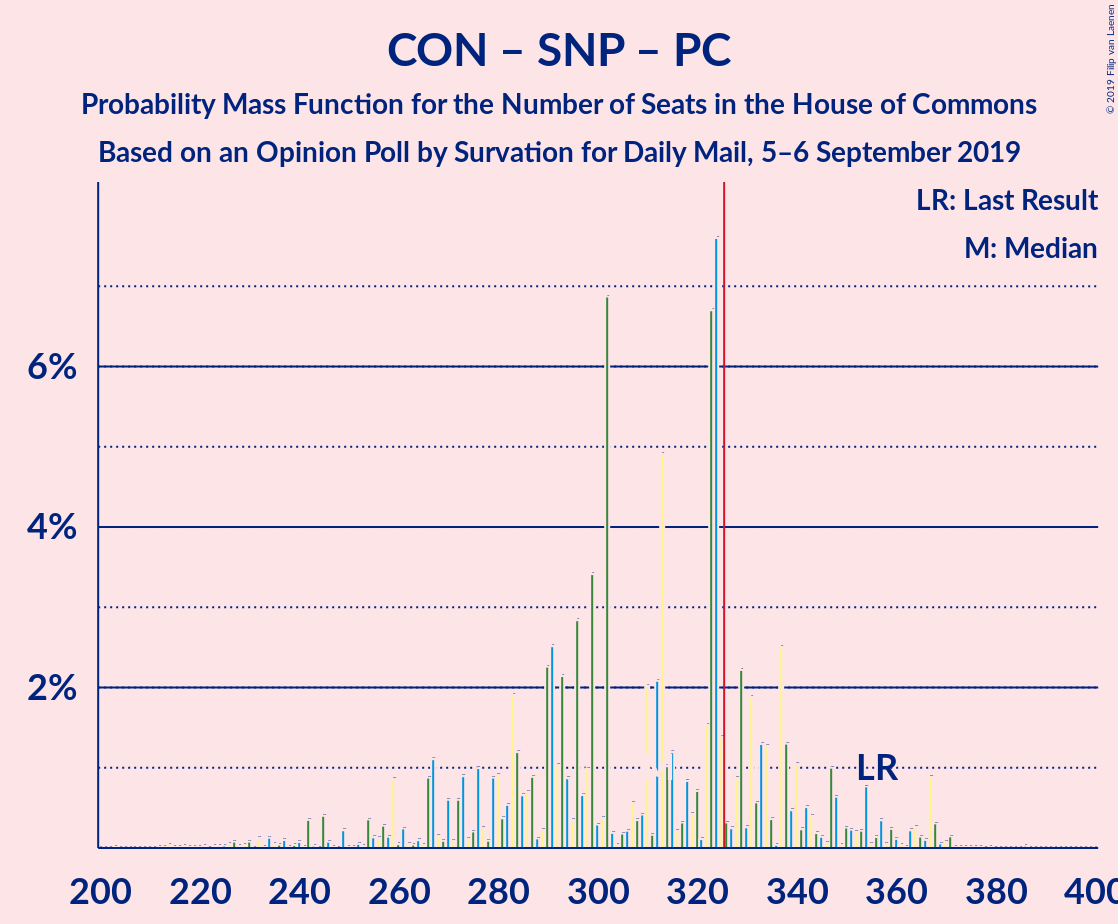 CON – SNP – PC
Probability Mass Function for the Number of Seats in the House of Commons
Based on an Opinion Poll by Survation for Daily Mail, 5–6 September 2019
© 2019 Filip van Laenen
LR: Last Result
M: Median
6%
4%
2%
LR
200 220 240 260 280 300 320 340 360 380 400